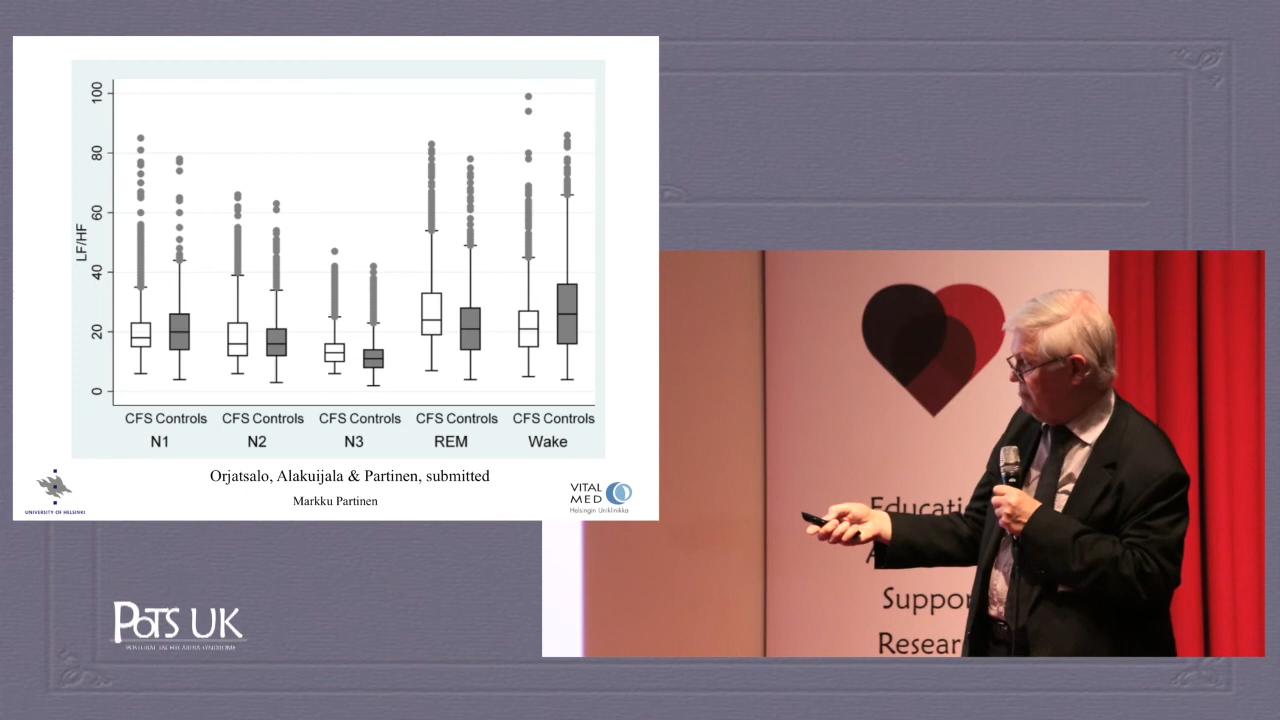 100
80
60
40
20
0
LF/HF
CFS Controls CFS Controls CFS Controls CFS Controls CFS Controls
N1 N2 N3 REM Wake
Orjatsalo, Alakuijala & Partinen, submitted
Markku Partinen
UNIVERSITY OF HELSINKI
VITAL
MED
Helsingin Uniklinikka
Educati
A
Suppor
Resear
PoTS UK